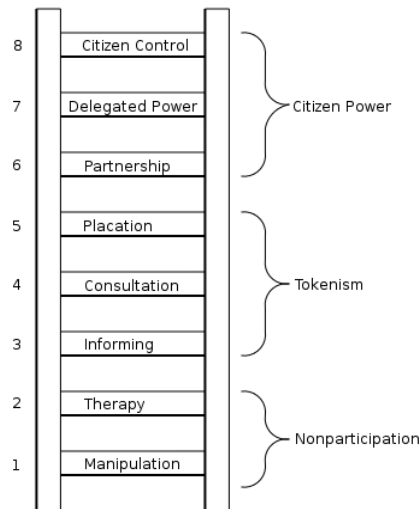 8 Citizen Control
7 Delegated Power
Citizen Power
6 Partnership
5 Placation
4 Consultation
Tokenism
3 Informing
2 Therapy
Nonparticipation
1 Manipulation